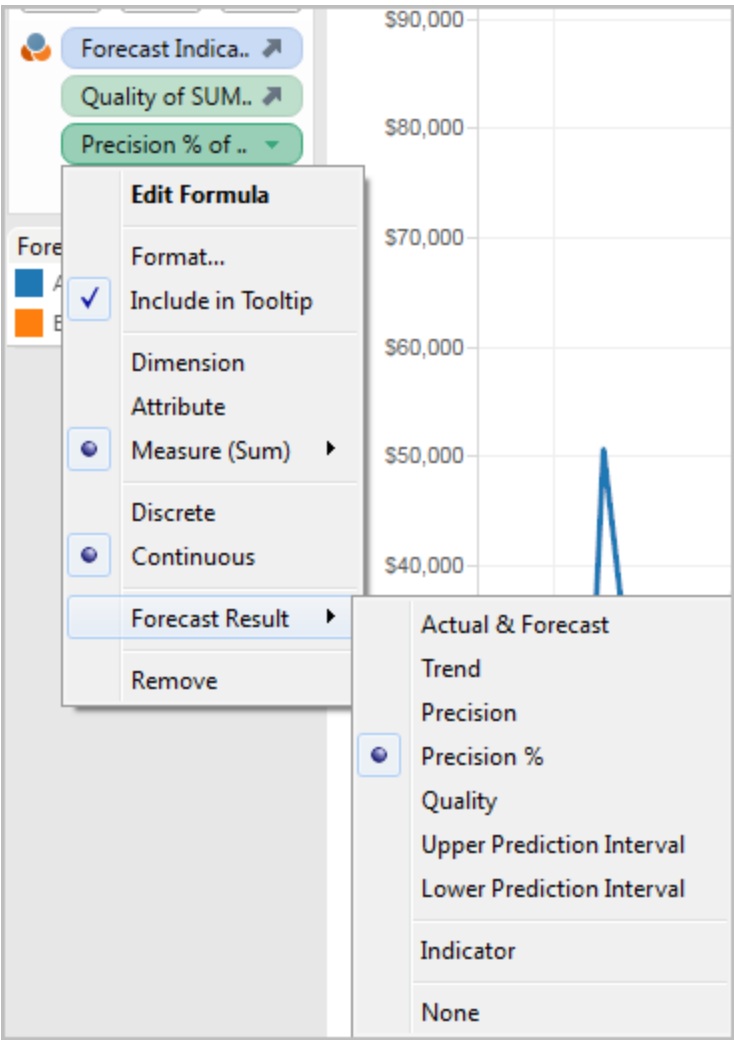 Forecast Indica..
Quality of SUM..
Precision % of ..
Edit Formula
Format...
Include in Tooltip
Dimension
Attribute
Measure (Sum)
Discrete
Continuous
Forecast Result
Remove
Fore
A
E
Actual & Forecast
Trend
Precision
Precision %
Quality
Upper Prediction Interval
Lower Prediction Interval
Indicator
None
$90,000
$80,000
$70,000
$60,000
$50,000
$40,000